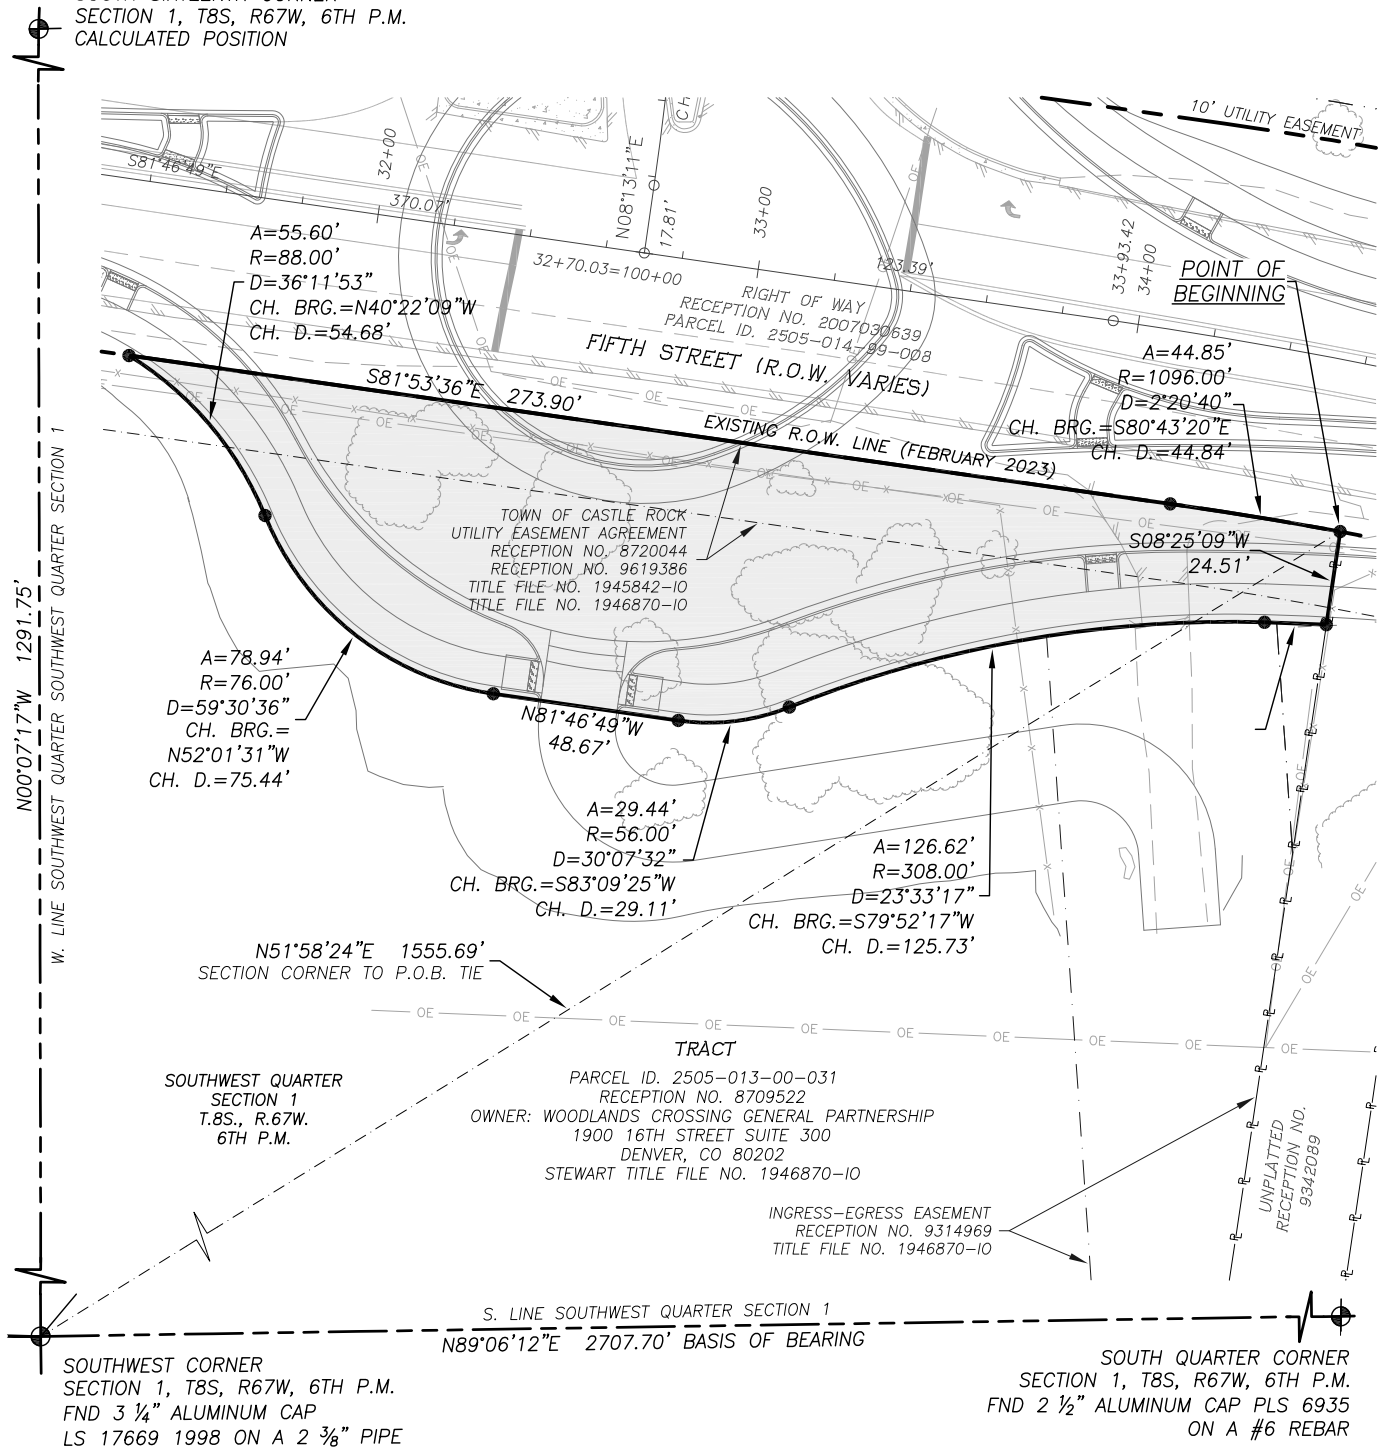 SECTION 1, T8S, R67W, 6TH P.M.
CALCULATED POSITION
10' UTILITY EASEMENT
S81°46'49"E
370.07'
32+00
OE
CH
N08°13'11"E
17.81'
33+00
32+70.03=100+00
123.39'
33+93.42
34+00
RIGHT OF WAY
RECEPTION NO. 2007030639
PARCEL ID. 2505-014-99-008
FIFTH STREET (R.O.W. VARIES)
POINT OF
BEGINNING
A=55.60'
R=88.00'
D=36°11'53"
CH. BRG.=N40°22'09"W
CH. D.=54.68'
A=44.85'
R=1096.00'
D=2°20'40"
CH. BRG.=S80°43'20"E
CH. D.=44.84'
S81°53'36"E 273.90'
EXISTING R.O.W. LINE (FEBRUARY 2023)
TOWN OF CASTLE ROCK
UTILITY EASEMENT AGREEMENT
RECEPTION NO. 8720044
RECEPTION NO. 9619386
TITLE FILE NO. 1945842-IO
TITLE FILE NO. 1946870-IO
S08°25'09"W
24.51'
N00°07'17"W 1291.75'
W. LINE SOUTHWEST QUARTER SOUTHWEST QUARTER SECTION 1
A=78.94'
R=76.00'
D=59°30'36"
CH. BRG.=
N52°01'31"W
CH. D.=75.44'
N81°46'49"W
48.67'
A=29.44'
R=56.00'
D=30°07'32"
CH. BRG.=S83°09'25"W
CH. D.=29.11'
A=126.62'
R=308.00'
D=23°33'17"
CH. BRG.=S79°52'17"W
CH. D.=125.73'
N51°58'24"E 1555.69'
SECTION CORNER TO P.O.B. TIE
OE OE OE OE OE OE OE OE OE OE
TRACT
PARCEL ID. 2505-013-00-031
RECEPTION NO. 8709522
OWNER: WOODLANDS CROSSING GENERAL PARTNERSHIP
1900 16TH STREET SUITE 300
DENVER, CO 80202
STEWART TITLE FILE NO. 1946870-IO
SOUTHWEST QUARTER
SECTION 1
T.8S., R.67W.
6TH P.M.
UNPLATTED
RECEPTION NO.
9342089
INGRESS-EGRESS EASEMENT
RECEPTION NO. 9314969
TITLE FILE NO. 1946870-IO
S. LINE SOUTHWEST QUARTER SECTION 1
N89°06'12"E 2707.70' BASIS OF BEARING
SOUTHWEST CORNER
SECTION 1, T8S, R67W, 6TH P.M.
FND 3 ¼" ALUMINUM CAP
LS 17669 1998 ON A 2 ⅜" PIPE
SOUTH QUARTER CORNER
SECTION 1, T8S, R67W, 6TH P.M.
FND 2 ½" ALUMINUM CAP PLS 6935
ON A #6 REBAR